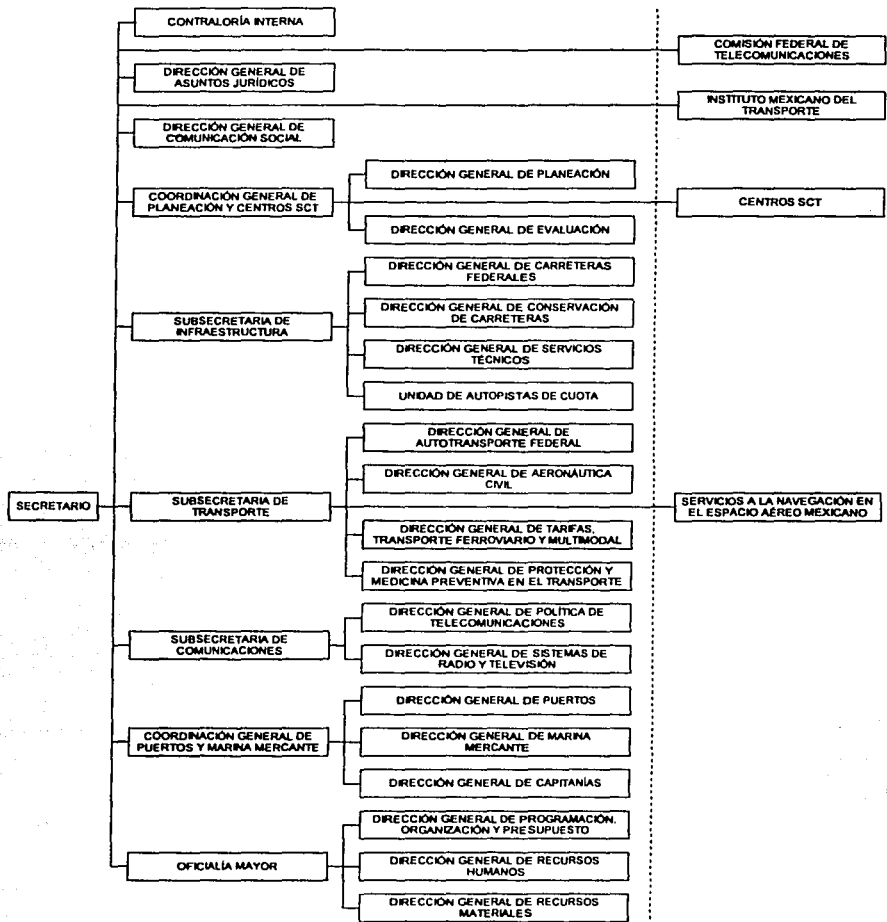 CONTRALORÍA INTERNA
COMISIÓN FEDERAL DE
TELECOMUNICACIONES
DIRECCIÓN GENERAL DE
ASUNTOS JURÍDICOS
INSTITUTO MEXICANO DEL
TRANSPORTE
DIRECCIÓN GENERAL DE
COMUNICACIÓN SOCIAL
COORDINACIÓN GENERAL DE
PLANEACIÓN Y CENTROS SCT
DIRECCIÓN GENERAL DE PLANEACIÓN
CENTROS SCT
DIRECCIÓN GENERAL DE EVALUACIÓN
SUBSECRETARIA DE
INFRAESTRUCTURA
DIRECCIÓN GENERAL DE CARRETERAS
FEDERALES
DIRECCIÓN GENERAL DE CONSERVACIÓN
DE CARRETERAS
DIRECCIÓN GENERAL DE SERVICIOS
TÉCNICOS
UNIDAD DE AUTOPISTAS DE CUOTA
SECRETARIO
SUBSECRETARIA DE
TRANSPORTE
DIRECCIÓN GENERAL DE
AUTOTRANSPORTE FEDERAL
DIRECCIÓN GENERAL DE AERONÁUTICA
CIVIL
SERVICIOS A LA NAVEGACIÓN EN
EL ESPACIO AÉREO MEXICANO
DIRECCIÓN GENERAL DE TARIFAS,
TRANSPORTE FERROVIARIO Y MULTIMODAL
DIRECCIÓN GENERAL DE PROTECCIÓN Y
MEDICINA PREVENTIVA EN EL TRANSPORTE
SUBSECRETARIA DE
COMUNICACIONES
DIRECCIÓN GENERAL DE POLÍTICA DE
TELECOMUNICACIONES
DIRECCIÓN GENERAL DE SISTEMAS DE
RADIO Y TELEVISIÓN
COORDINACIÓN GENERAL DE
PUERTOS Y MARINA MERCANTE
DIRECCIÓN GENERAL DE PUERTOS
DIRECCIÓN GENERAL DE MARINA
MERCANTE
DIRECCIÓN GENERAL DE CAPITANÍAS
OFICIALÍA MAYOR
DIRECCIÓN GENERAL DE PROGRAMACIÓN,
ORGANIZACIÓN Y PRESUPUESTO
DIRECCIÓN GENERAL DE RECURSOS
HUMANOS
DIRECCIÓN GENERAL DE RECURSOS
MATERIALES